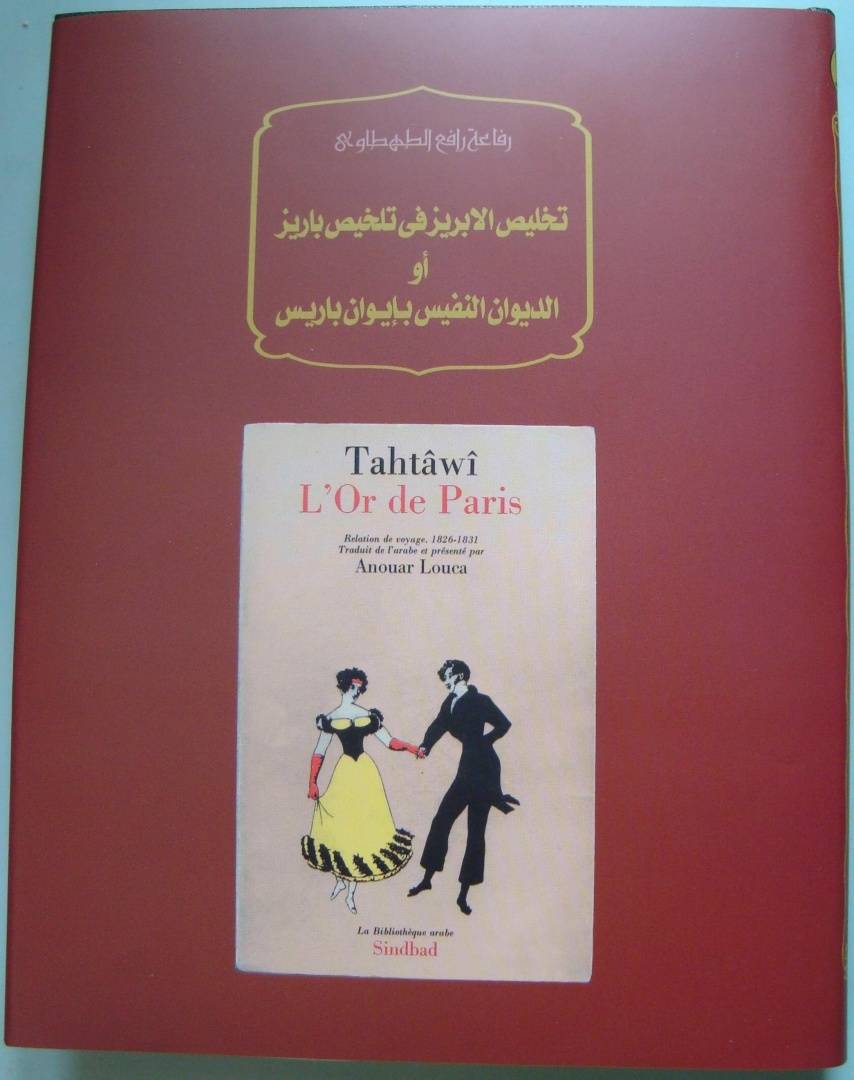 رفاعة رافع الطهطاوى
تخليص الابريز فى تلخيص باريز
أو
الديوان النفيس بإيوان باريس
Tahtâwî
L'Or de Paris
Relation de voyage, 1826-1831
Traduit de l'arabe et présenté par
Anouar Louca
La Bibliothèque arabe
Sindbad